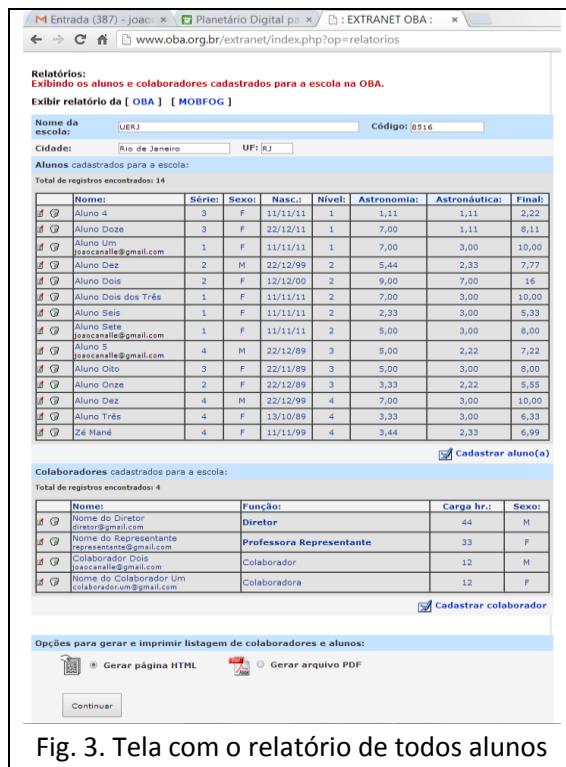 Entrada (387) - joao × Planetário Digital pa × : EXTRANET OBA : ×
www.oba.org.br/extranet/index.php?op=relatorios
Relatórios:
Exibindo os alunos e colaboradores cadastrados para a escola na OBA.
Exibir relatório da [ OBA ] [ MOBFOG ]
Nome da escola: UERJ Código: 8516
Cidade: Rio de Janeiro UF: RJ
Alunos cadastrados para a escola:
Total de registros encontrados: 14
Nome: Série: Sexo: Nasc.: Nível: Astronomia: Astronáutica: Final:
Aluno 4 3 F 11/11/11 1 1,11 1,11 2,22
Aluno Doze 3 F 22/12/11 1 7,00 1,11 8,11
Aluno Um 1 F 11/11/11 1 7,00 3,00 10,00
joaocanalle@gmail.com
Aluno Dez 2 M 22/12/99 2 5,44 2,33 7,77
Aluno Dois 2 F 12/12/00 2 9,00 7,00 16
Aluno Dois dos Três 1 F 11/11/11 2 7,00 3,00 10,00
Aluno Seis 1 F 11/11/11 2 2,33 3,00 5,33
Aluno Sete 1 F 11/11/11 2 5,00 3,00 8,00
joaocanalle@gmail.com
Aluno 5 4 M 22/12/89 3 5,00 2,22 7,22
joaocanalle@gmail.com
Aluno Oito 3 F 22/11/89 3 5,00 3,00 8,00
Aluno Onze 2 F 22/12/89 3 3,33 2,22 5,55
Aluno Dez 4 M 22/12/99 4 7,00 3,00 10,00
Aluno Três 4 F 13/10/89 4 3,33 3,00 6,33
Zé Mané 4 F 11/11/99 4 3,44 2,33 6,99
Cadastrar aluno(a)
Colaboradores cadastrados para a escola:
Total de registros encontrados: 4
Nome: Função: Carga hr.: Sexo:
Nome do Diretor Diretor 44 M
diretor@gmail.com
Nome do Representante Professora Representante 33 F
representante@gmail.com
Colaborador Dois Colaborador 12 M
joaocanalle@gmail.com
Nome do Colaborador Um Colaboradora 12 F
colaborador.um@gmail.com
Cadastrar colaborador
Opções para gerar e imprimir listagem de colaboradores e alunos:
Gerar página HTML PDF Gerar arquivo PDF
Continuar
Fig. 3. Tela com o relatório de todos alunos